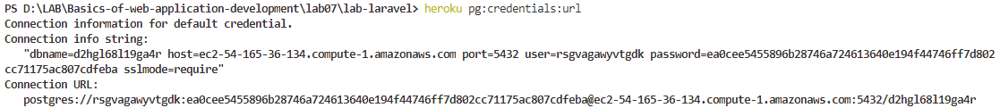 PS D:\LAB\Basics-of-web-application-development\lab07\lab-laravel> heroku pg:credentials:url
Connection information for default credential.
Connection info string:
"dbname=d2hgl68l19ga4r host=ec2-54-165-36-134.compute-1.amazonaws.com port=5432 user=rsgvagawyvtgdk password=ea0cee5455896b28746a724613640e194f44746ff7d802
cc71175ac807cdfeba sslmode=require"
Connection URL:
postgres://rsgvagawyvtgdk:ea0cee5455896b28746a724613640e194f44746ff7d802cc71175ac807cdfeba@ec2-54-165-36-134.compute-1.amazonaws.com:5432/d2hgl68l19ga4r